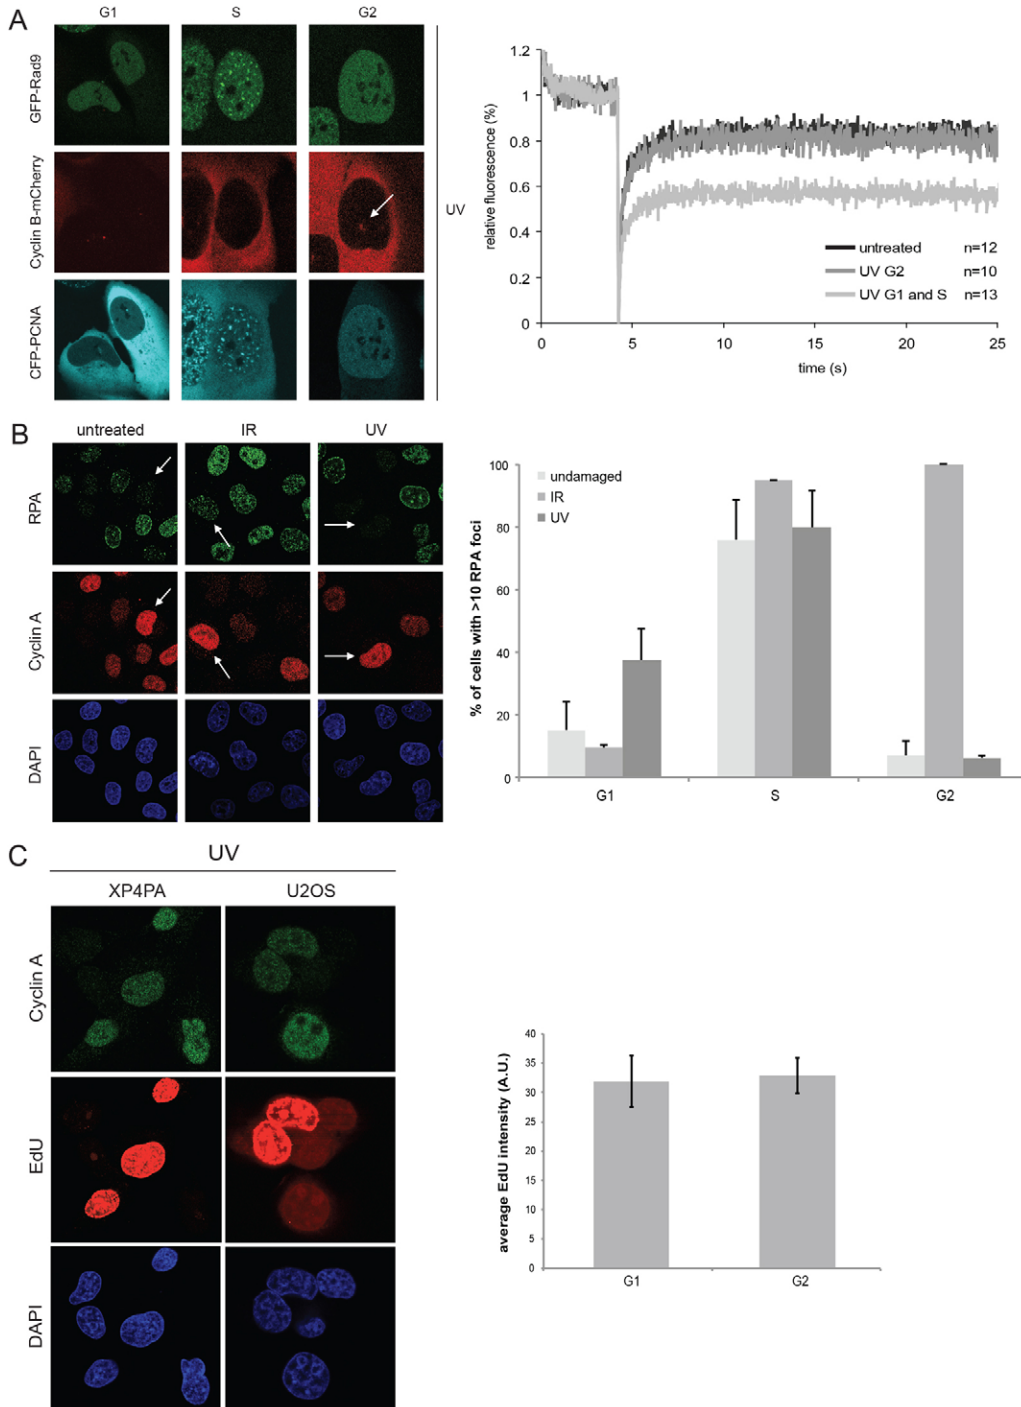 A
G1 S G2
GFP-Rad9
Cyclin B-mCherry
CFP-PCNA
UV
relative fluorescence (%)
1.2
1
0.8
0.6
0.4
0.2
0
0 5 10 15 20 25
time (s)
untreated n=12
UV G2 n=10
UV G1 and S n=13
B
untreated IR UV
RPA
Cyclin A
DAPI
% of cells with >10 RPA foci
100
80
60
40
20
0
undamaged
IR
UV
G1 S G2
C
UV
XP4PA U2OS
Cyclin A
EdU
DAPI
average EdU intensity (A.U.)
40
35
30
25
20
15
10
5
0
G1 G2